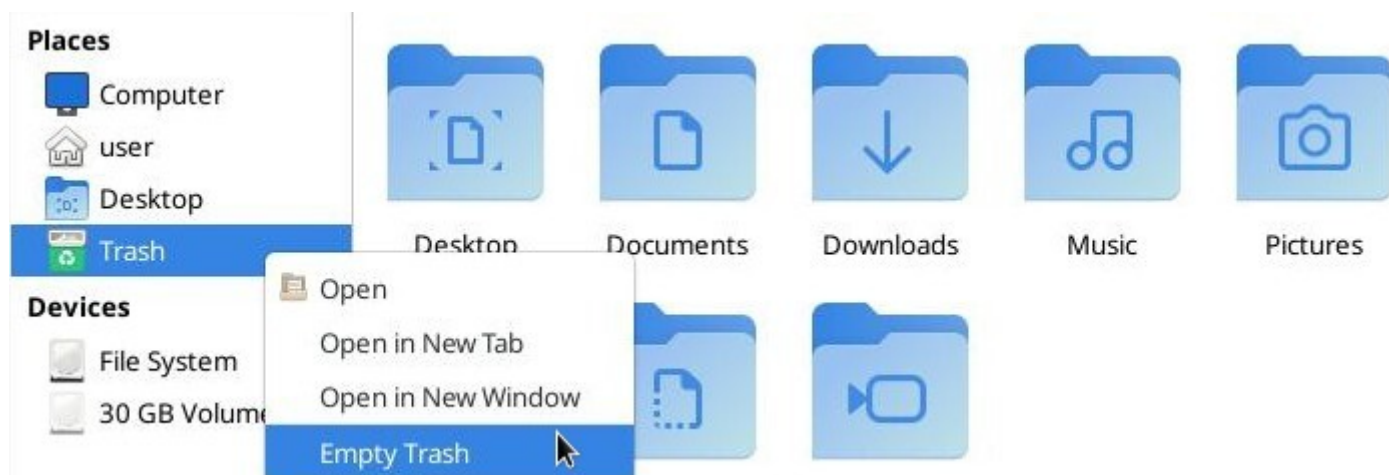 Places
Computer
user
Desktop
Trash
Devices
File System
30 GB Volume
Desktop
Documents
Downloads
Music
Pictures
Open
Open in New Tab
Open in New Window
Empty Trash